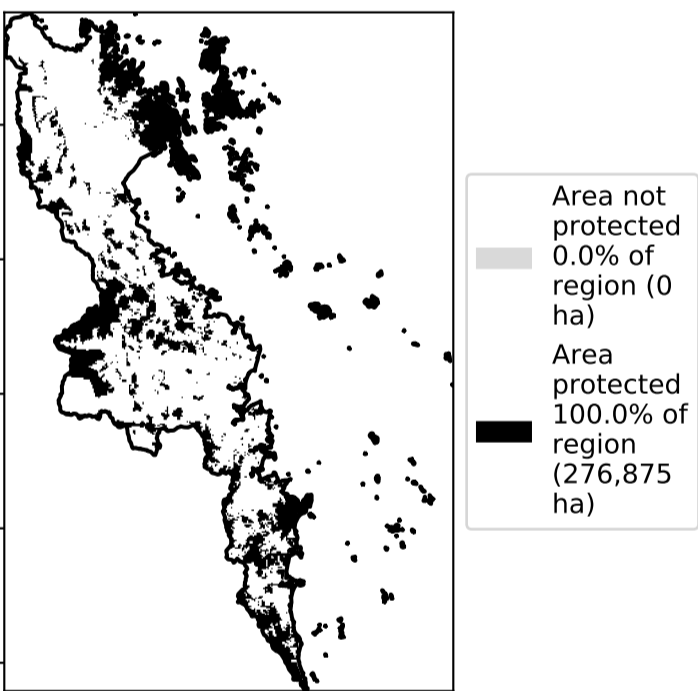 Area not
protected
0.0% of
region (0
ha)
Area
protected
100.0% of
region
(276,875
ha)